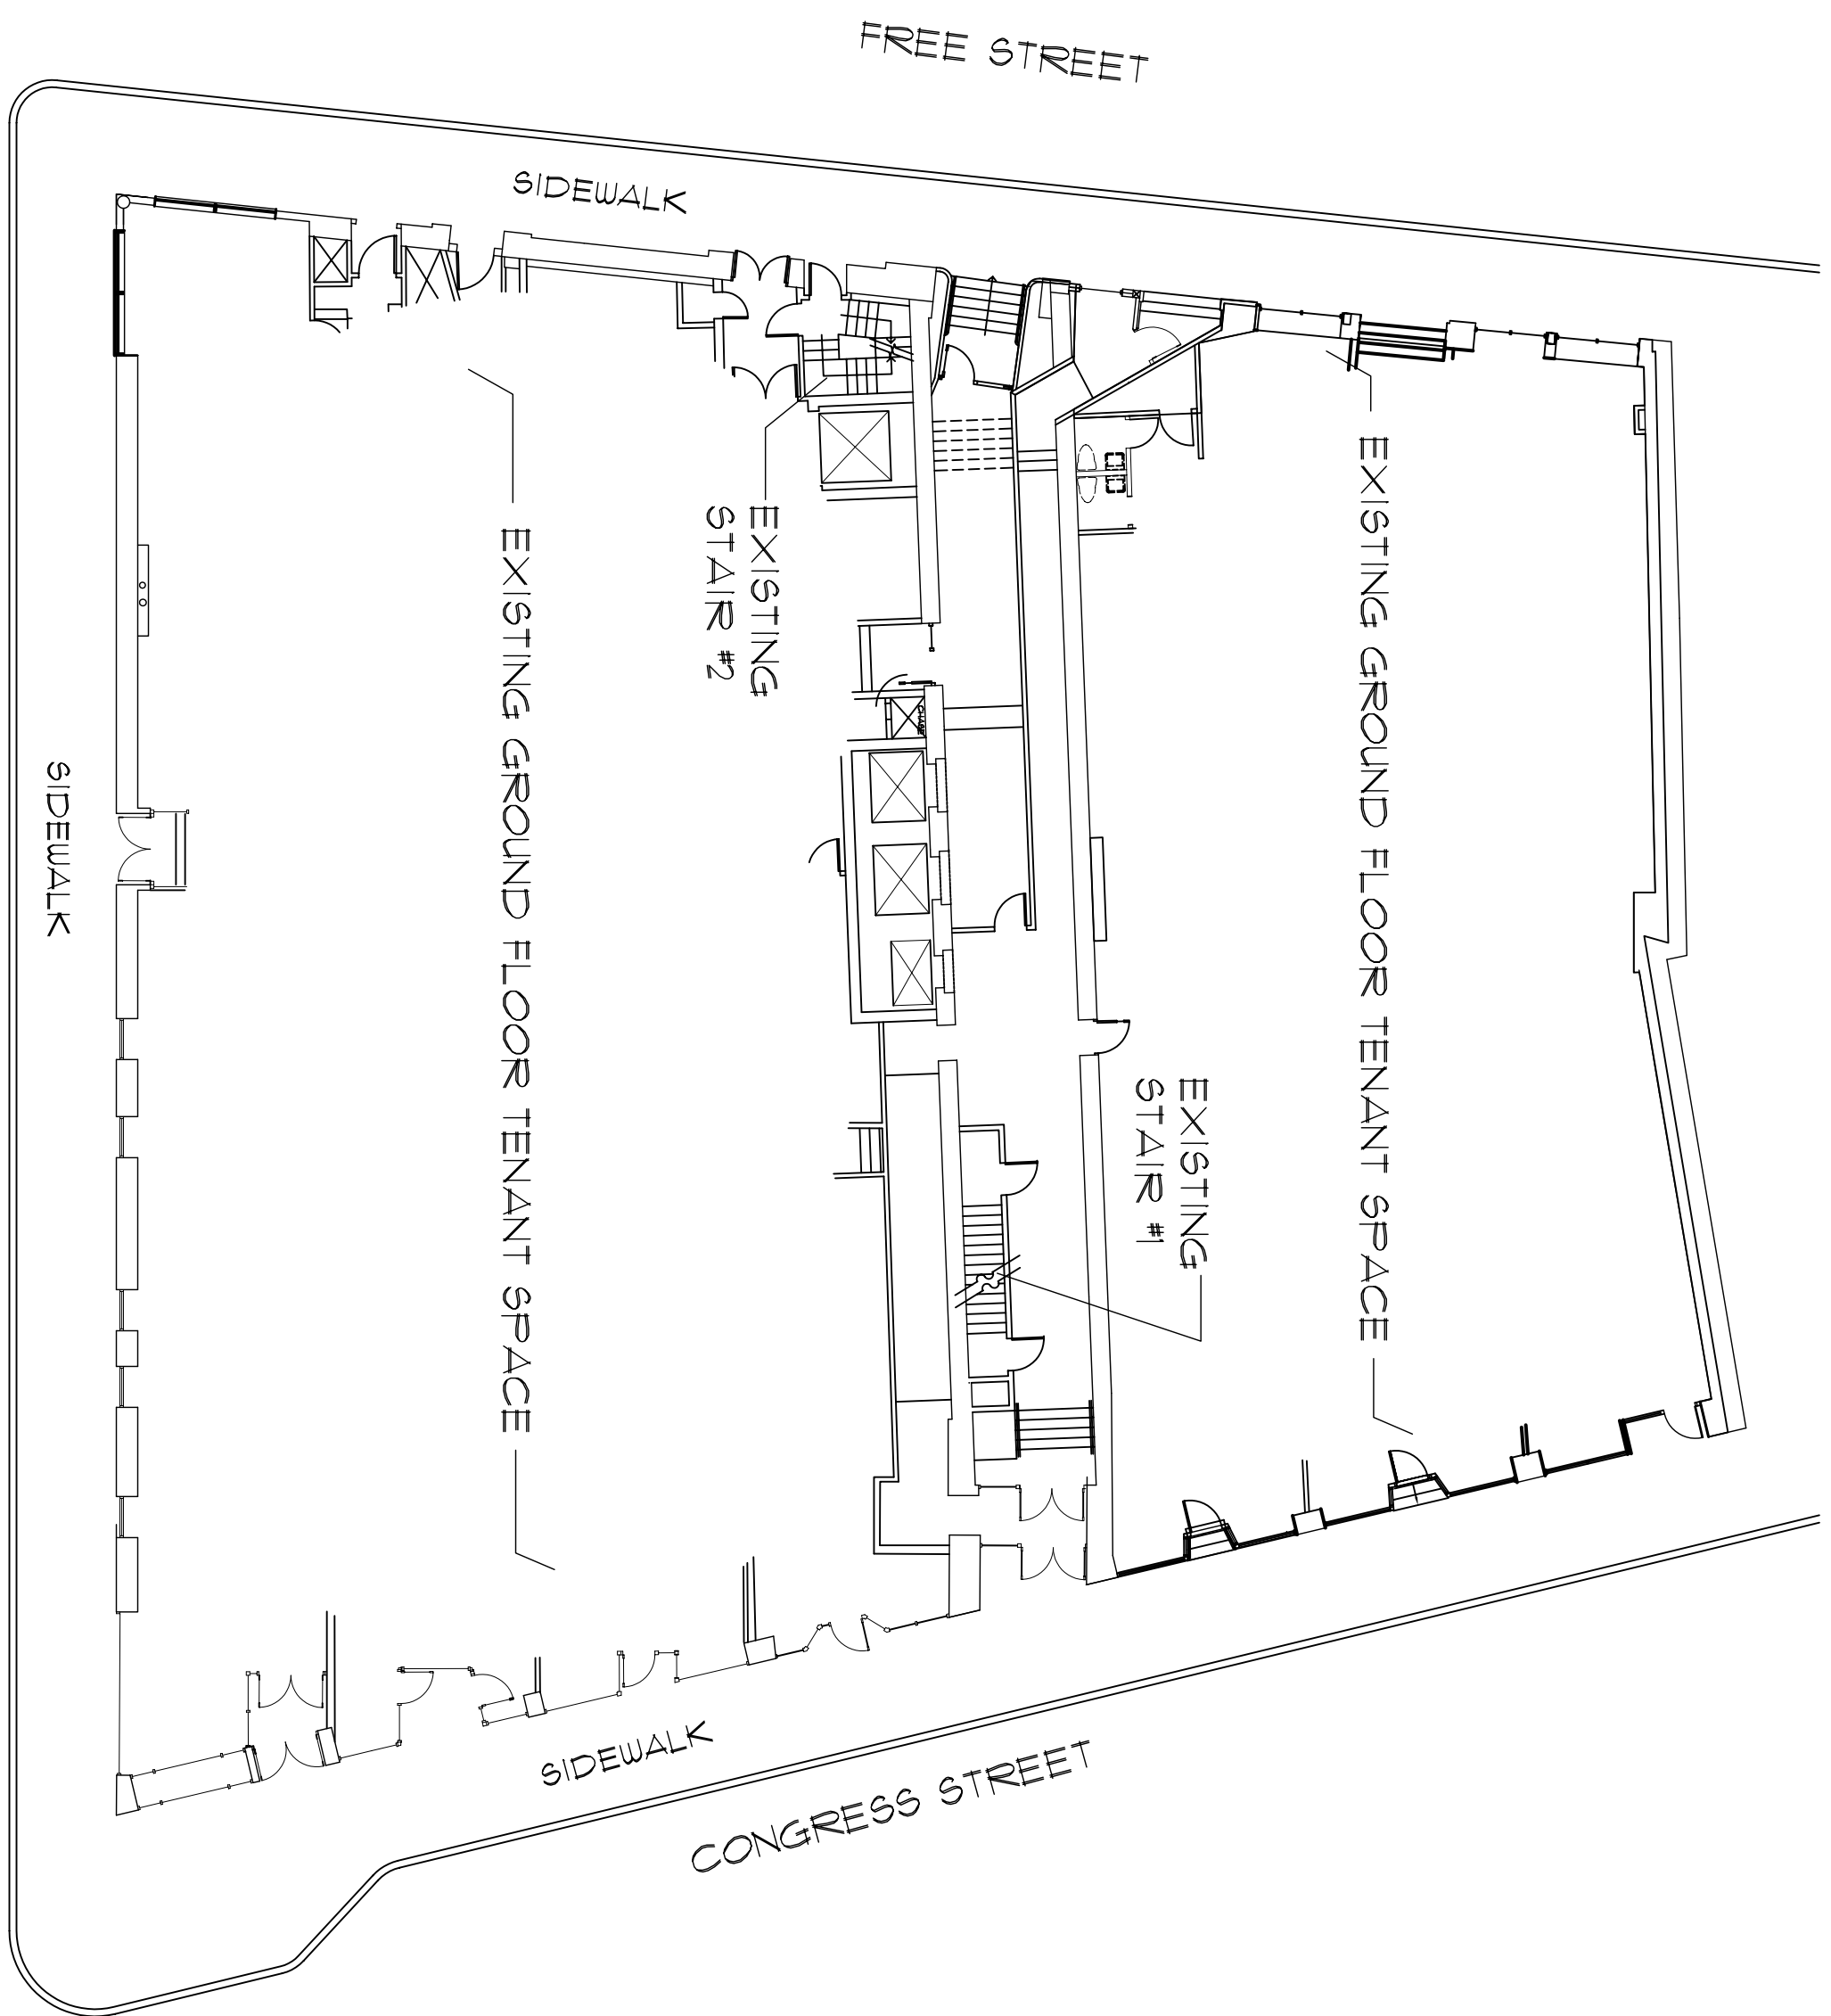 FREE STREET
SIDEWALK
EXISTING GROUND FLOOR TENANT SPACE
EXISTING
STAIR #2
EXISTING GROUND FLOOR TENANT SPACE
CHASE
SIDEWALK
EXISTING
STAIR #1
SIDEWALK
CONGRESS STREET